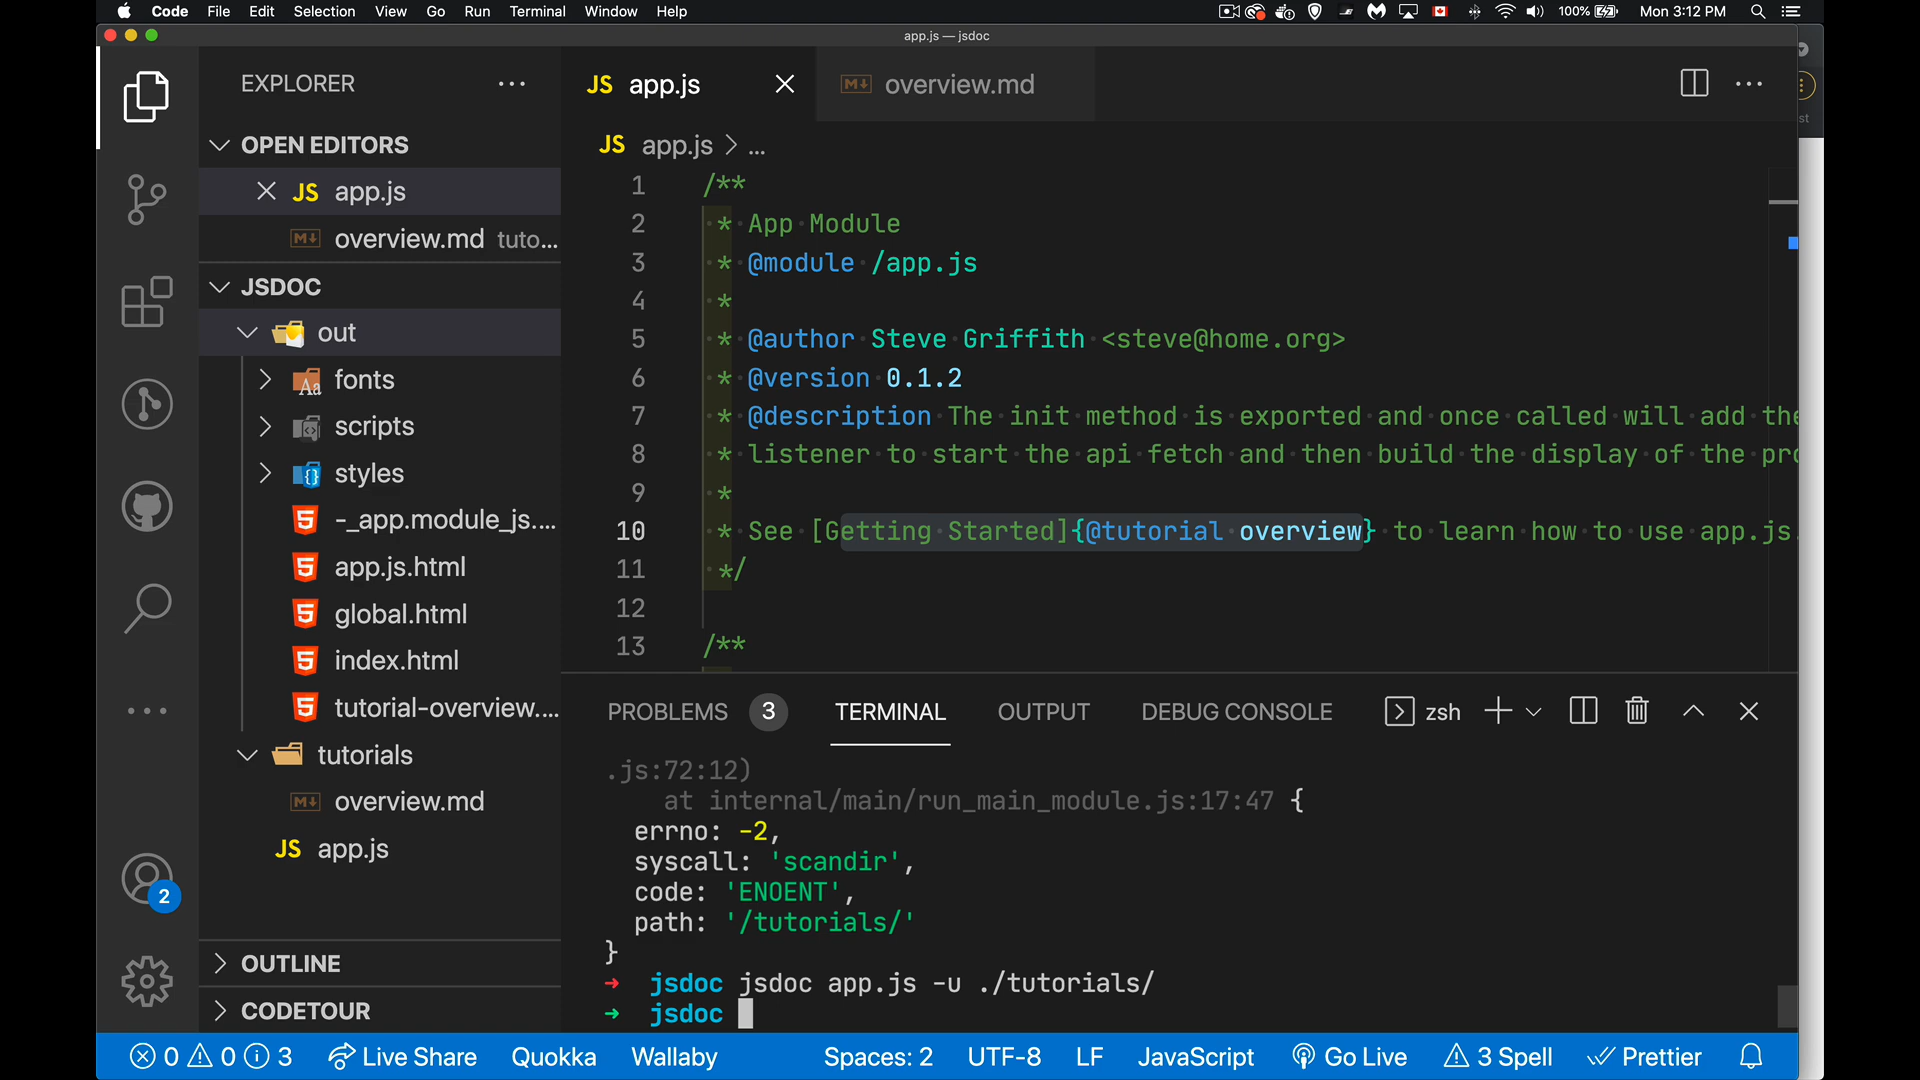 Code File Edit Selection View Go Run Terminal Window Help 100% Mon 3:12 PM
app.js — jsdoc
EXPLORER
JS app.js
overview.md
OPEN EDITORS
JS app.js > ...
JS app.js
overview.md tuto...
JSDOC
out
fonts
scripts
styles
-_app.module_js....
app.js.html
global.html
index.html
tutorial-overview....
tutorials
overview.md
JS app.js
OUTLINE
CODETOUR
2
1 /**
2 * App Module
3 * @module /app.js
4 *
5 * @author Steve Griffith <steve@home.org>
6 * @version 0.1.2
7 * @description The init method is exported and once called will add the
8 * listener to start the api fetch and then build the display of the pro
9 *
10 * See [Getting Started]{@tutorial overview} to learn how to use app.js.
11 */
12
13 /**
PROBLEMS 3 TERMINAL OUTPUT DEBUG CONSOLE zsh
.js:72:12)
at internal/main/run_main_module.js:17:47 {
errno: -2,
syscall: 'scandir',
code: 'ENOENT',
path: '/tutorials/'
}
→ jsdoc jsdoc app.js -u ./tutorials/
→ jsdoc
0 0 3 Live Share Quokka Wallaby Spaces: 2 UTF-8 LF JavaScript Go Live 3 Spell Prettier